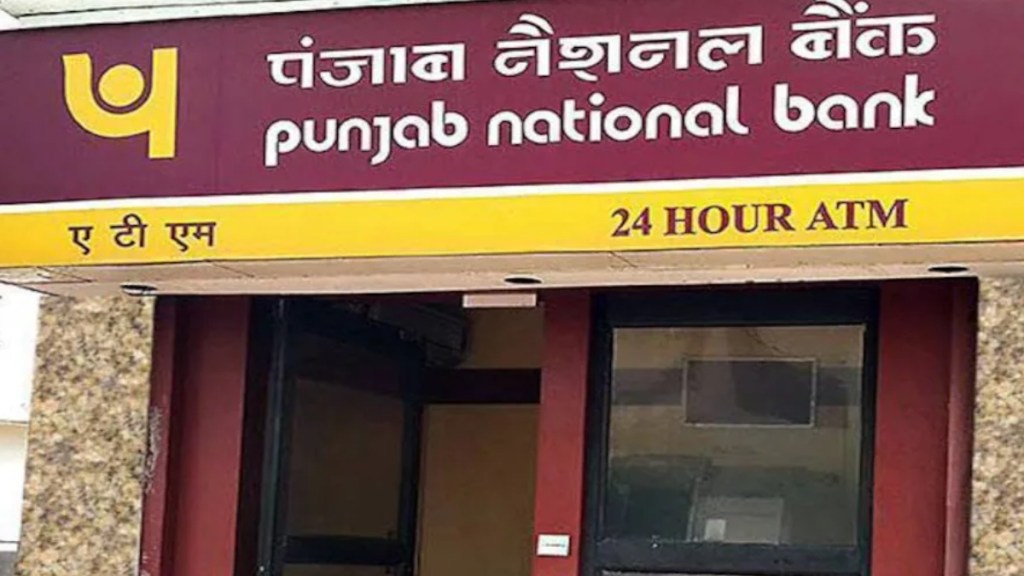 पंजाब नैशनल बैंक
punjab national bank
ए टी एम
24 HOUR ATM